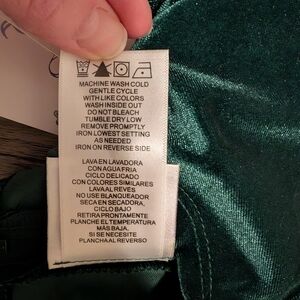 MACHINE WASH COLD
GENTLE CYCLE
WITH LIKE COLORS
WASH INSIDE OUT
DO NOT BLEACH
TUMBLE DRY LOW
REMOVE PROMPTLY
IRON LOWEST SETTING
AS NEEDED
IRON ON REVERSE SIDE
LAVA EN LAVADORA
CON AGUA FRIA
CICLO DELICADO
CON COLORES SIMILARES
LAVA AL REVES
NO USE BLANQUEADOR
SECA EN SECADORA,
CICLO BAJO
RETIRA PRONTAMENTE
PLANCHE EL TERMOS BAJO
SI SE NECESITE
PLANCHA AL REVERSO